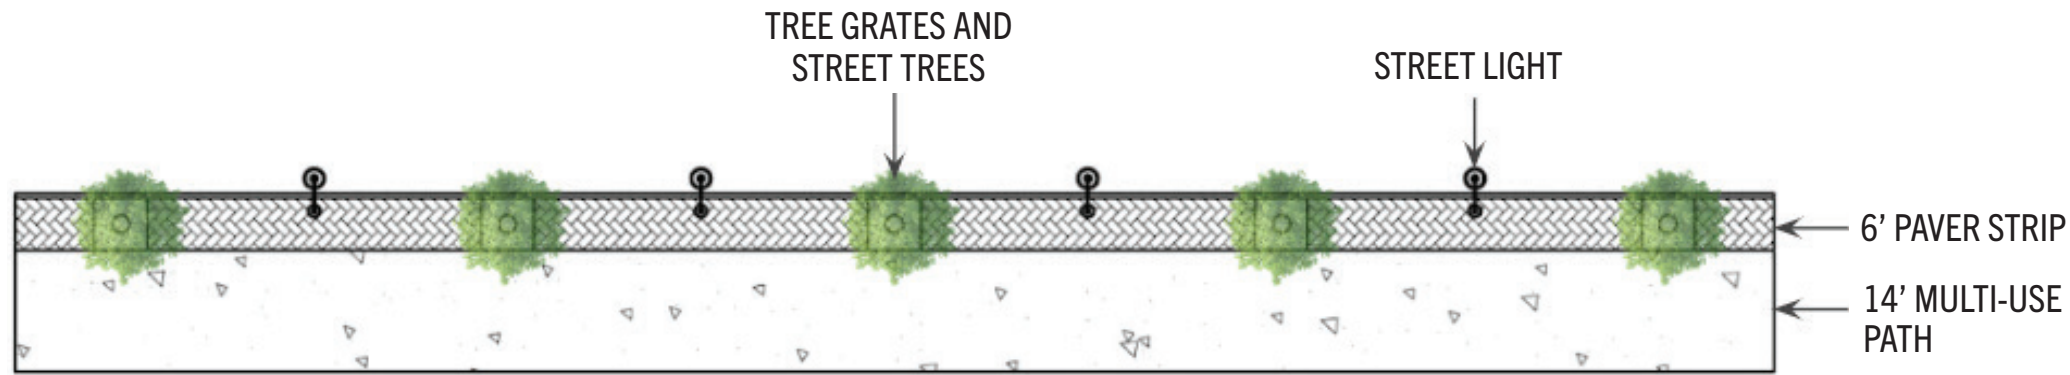 TREE GRATES AND
STREET TREES
STREET LIGHT
6’ PAVER STRIP
14’ MULTI-USE
PATH